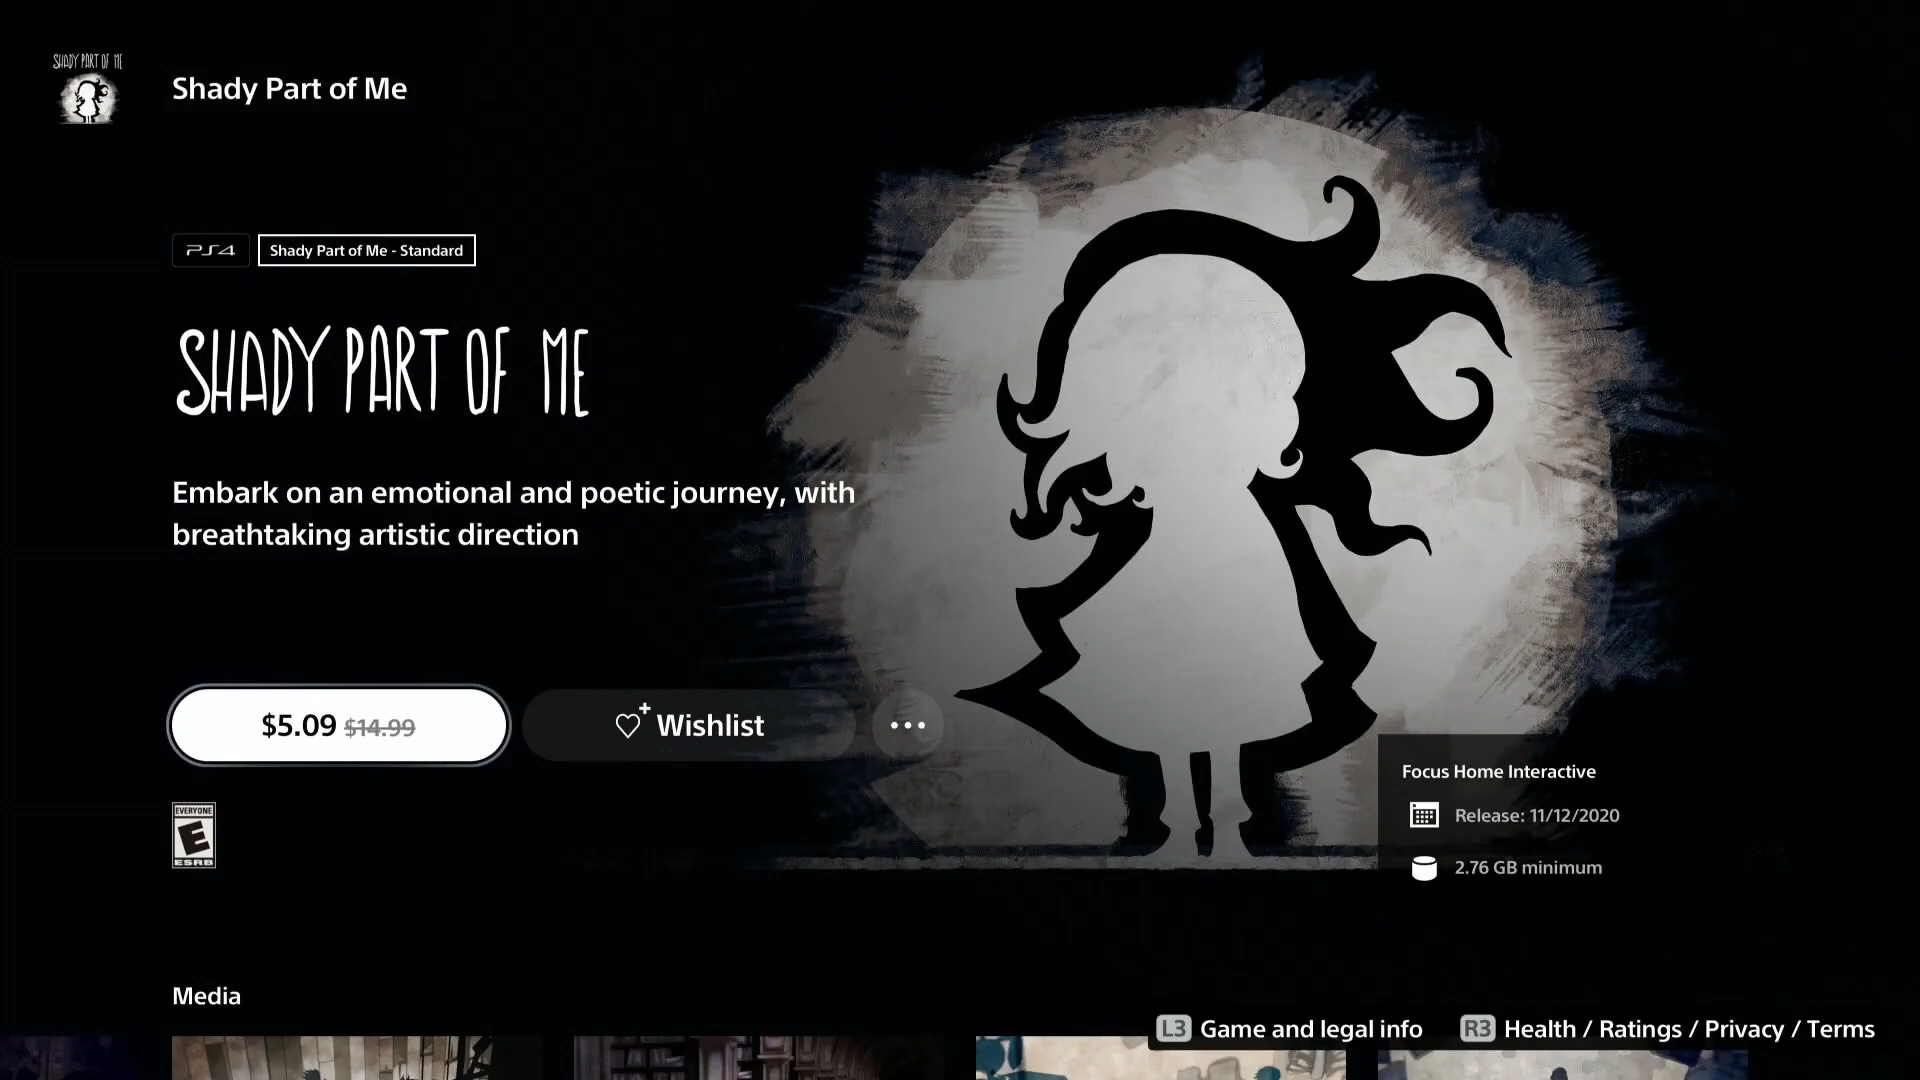 SHADY PART OF ME
Shady Part of Me
PS4
Shady Part of Me - Standard
SHADY PART OF ME
Embark on an emotional and poetic journey, with
breathtaking artistic direction
$5.09 $14.99
Wishlist
EVERYONE
E
ESRB
Focus Home Interactive
Release: 11/12/2020
2.76 GB minimum
Media
L3 Game and legal info
R3 Health / Ratings / Privacy / Terms